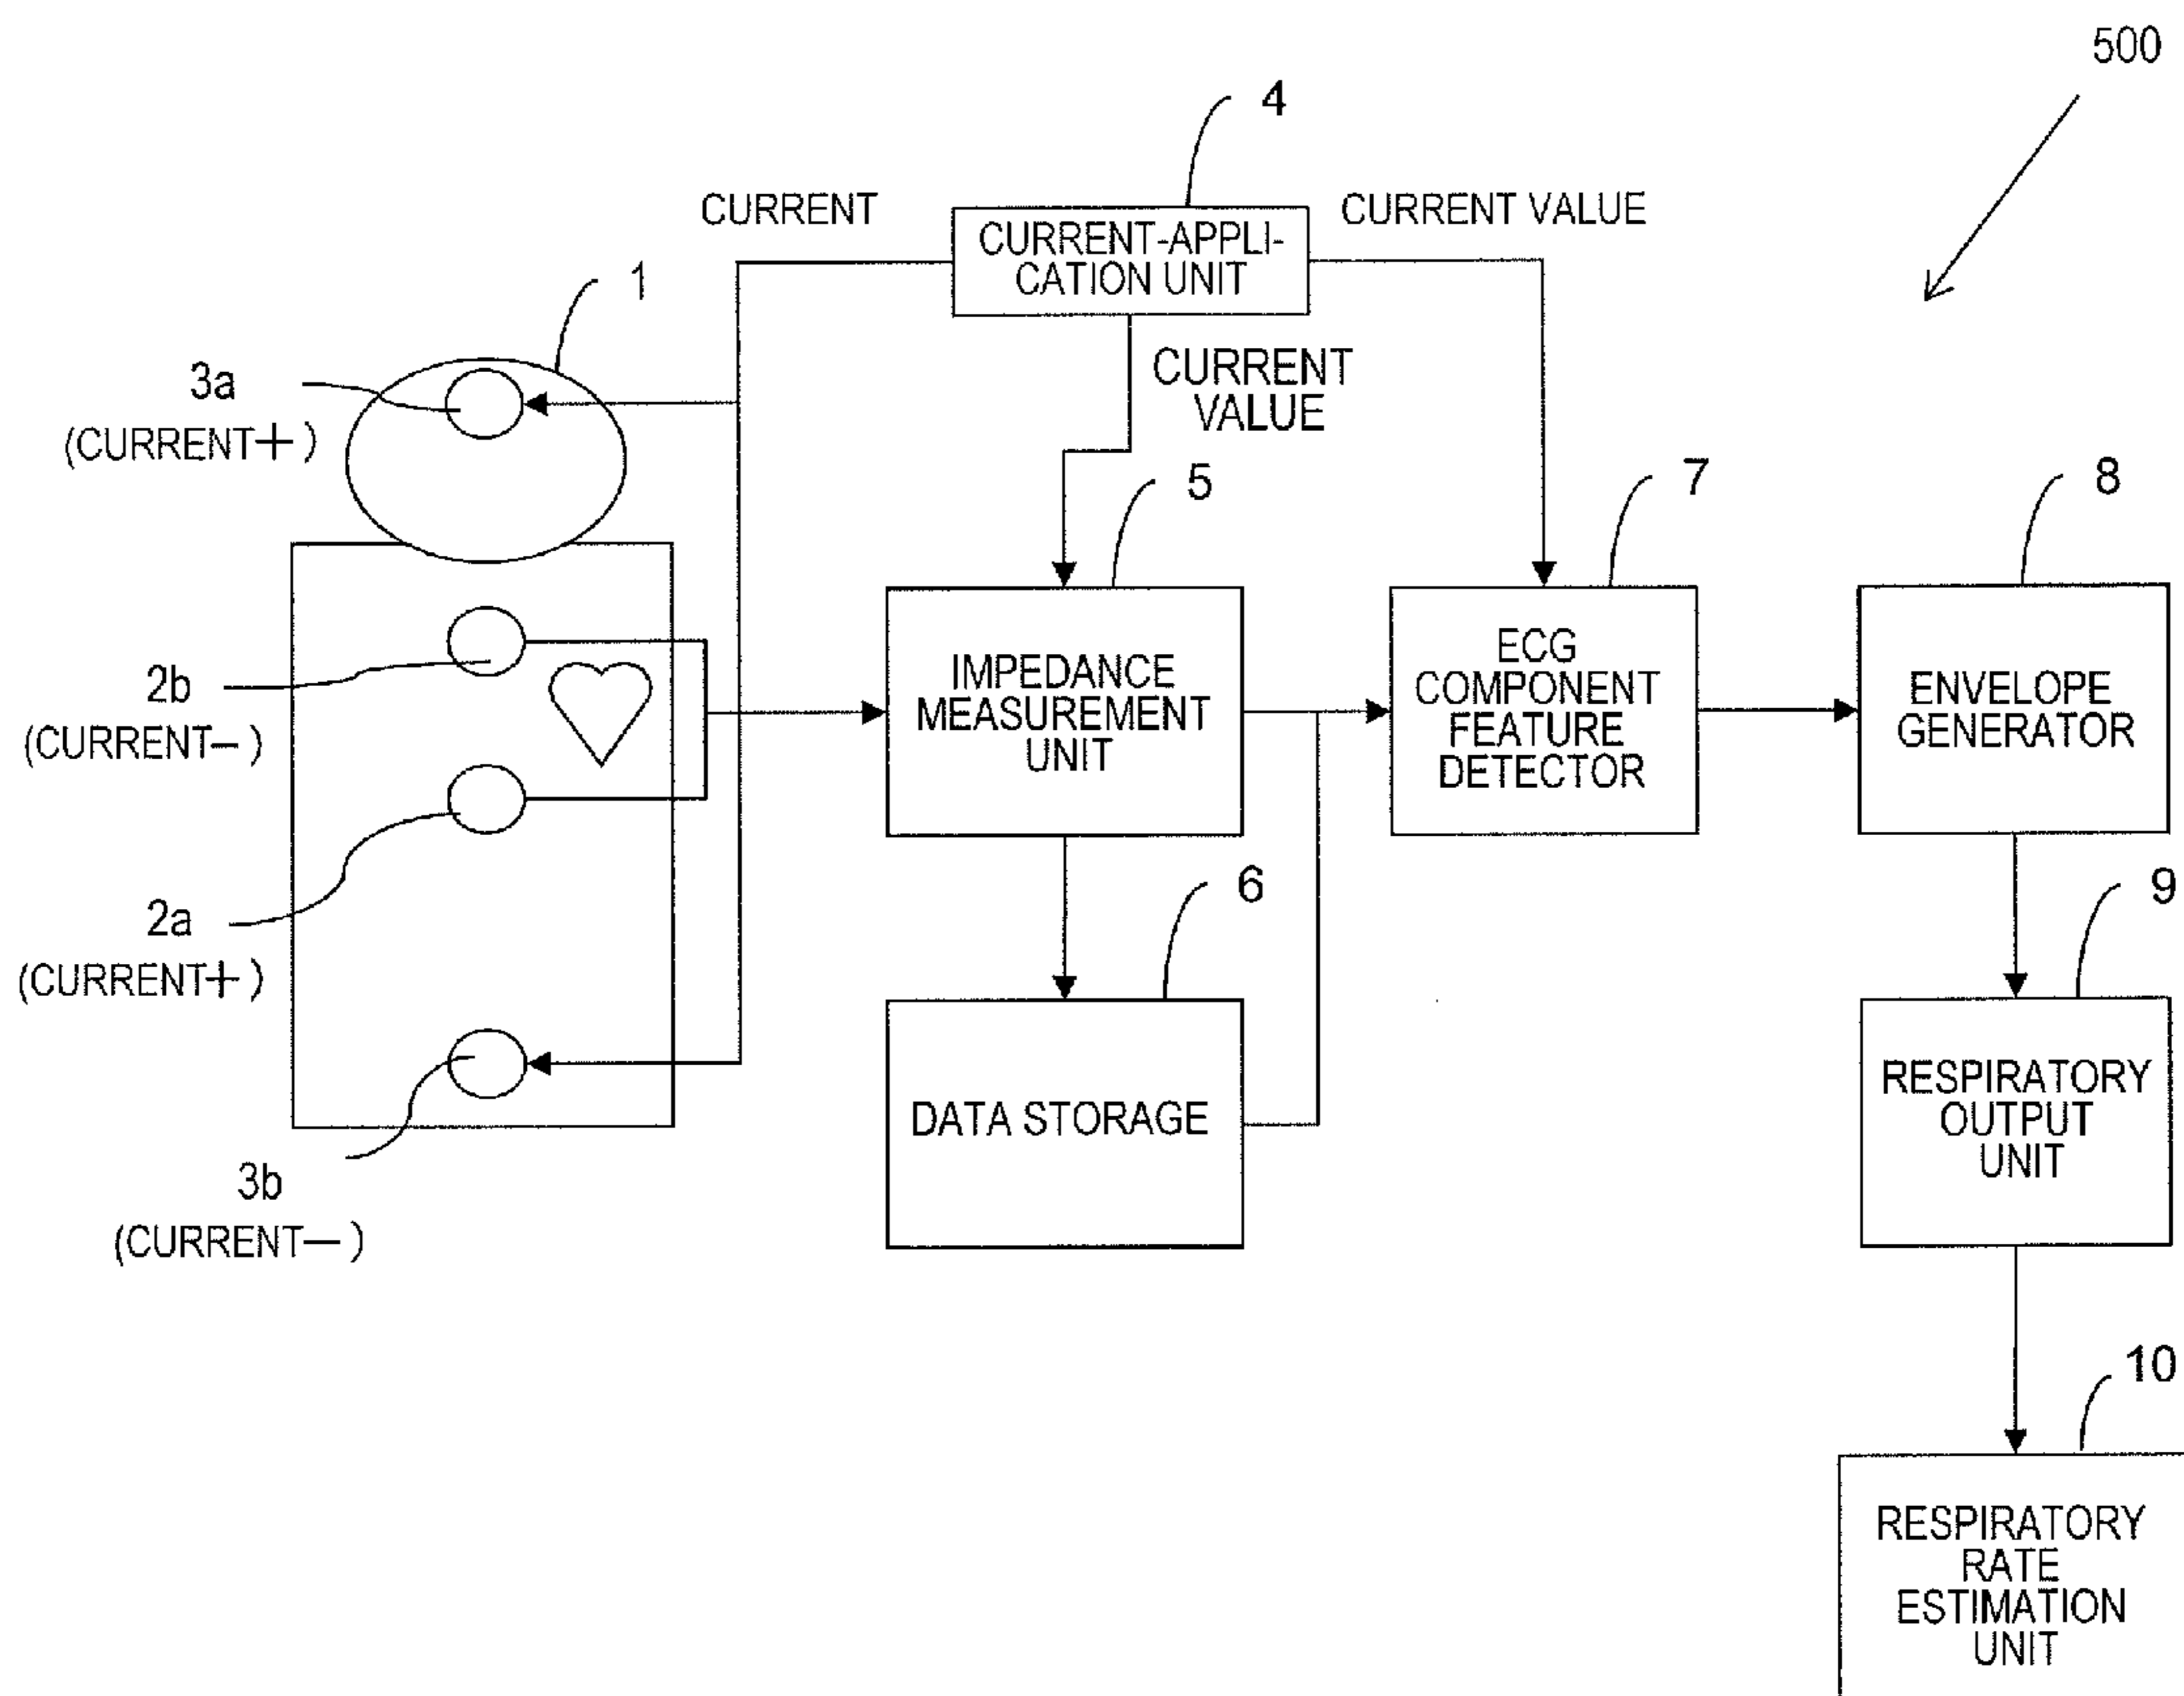 500
4
CURRENT
CURRENT-APPLI-
CATION UNIT
CURRENT VALUE
1
CURRENT
VALUE
3a
(CURRENT+)
5
7
8
2b
(CURRENT-)
IMPEDANCE
MEASUREMENT
UNIT
ECG
COMPONENT
FEATURE
DETECTOR
ENVELOPE
GENERATOR
2a
(CURRENT+)
6
9
DATA STORAGE
RESPIRATORY
OUTPUT
UNIT
3b
(CURRENT-)
10
RESPIRATORY
RATE
ESTIMATION
UNIT